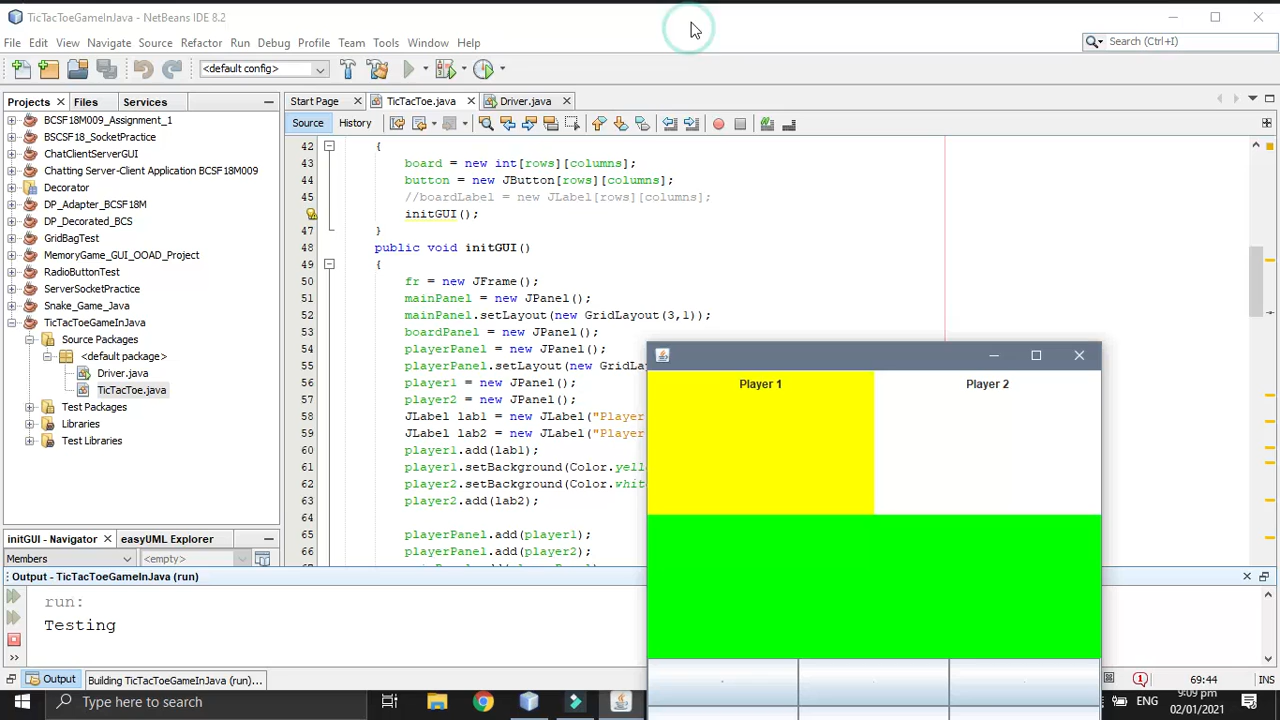 TicTacToeGameInJava - NetBeans IDE 8.2
File Edit View Navigate Source Refactor Run Debug Profile Team Tools Window Help
Search (Ctrl+I)
<default config>
Projects Files Services
Start Page TicTacToe.java Driver.java
Source History
BCSF18M009_Assignment_1
BSCSF18_SocketPractice
ChatClientServerGUI
Chatting Server-Client Application BCSF18M009
Decorator
DP_Adapter_BCSF18M
DP_Decorated_BCS
GridBagTest
MemoryGame_GUI_OOAD_Project
RadioButtonTest
ServerSocketPractice
Snake_Game_Java
TicTacToeGameInJava
Source Packages
<default package>
Driver.java
TicTacToe.java
Test Packages
Libraries
Test Libraries
42 {
43 board = new int[rows][columns];
44 button = new JButton[rows][columns];
45 //boardLabel = new JLabel[rows][columns];
46 initGUI();
47 }
48 public void initGUI()
49 {
50 fr = new JFrame();
51 mainPanel = new JPanel();
52 mainPanel.setLayout(new GridLayout(3,1));
53 boardPanel = new JPanel();
54 playerPanel = new JPanel();
55 playerPanel.setLayout(new GridLa
56 player1 = new JPanel();
57 player2 = new JPanel();
58 JLabel lab1 = new JLabel("Player
59 JLabel lab2 = new JLabel("Player
60 player1.add(lab1);
61 player1.setBackground(Color.yell
62 player2.setBackground(Color.whit
63 player2.add(lab2);
64
65 playerPanel.add(player1);
66 playerPanel.add(player2);
Player 1 Player 2
initGUI - Navigator easyUML Explorer
Members <empty>
Output - TicTacToeGameInJava (run)
run:
Testing
Output Building TicTacToeGameInJava (run)... 1 69:44 INS
Type here to search
ENG
9:09 pm
02/01/2021